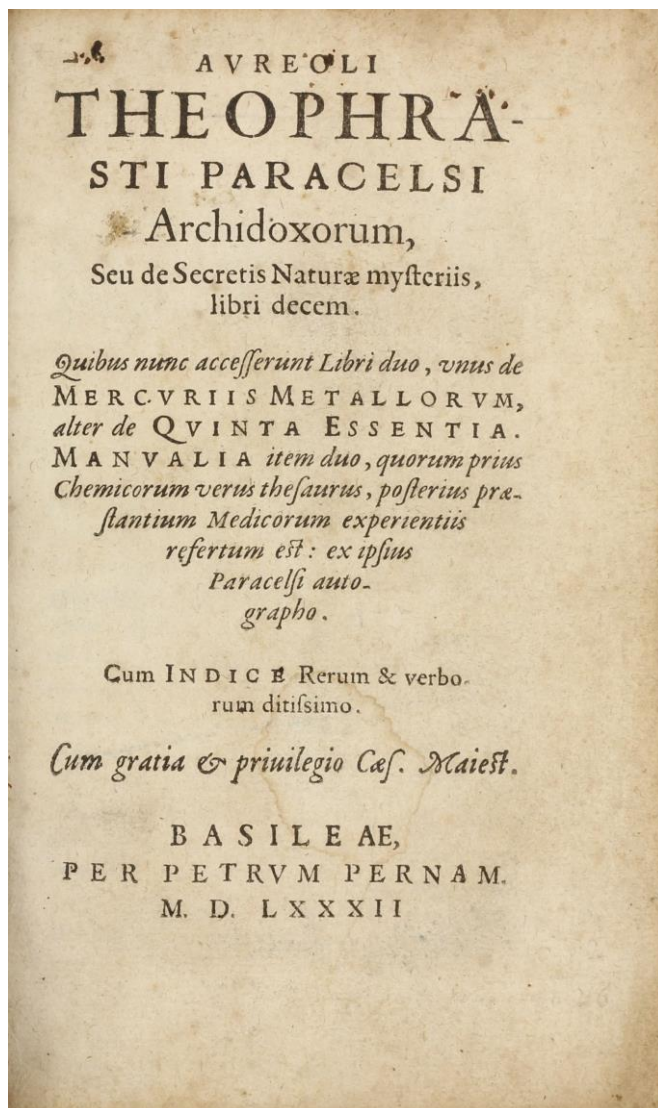 AVREOLI
THEOPHRA-
STI PARACELSI
Archidoxorum,
Seu de Secretis Naturæ myſteriis,
libri decem.
Quibus nunc acceſſerunt Libri duo, vnus de
MERCVRIIS METALLORVM,
alter de QVINTA ESSENTIA.
MANVALIA item duo, quorum prius
Chemicorum verus theſaurus, poſterius præ-
ſtantium Medicorum experientiis
refertum eſt: ex ipſius
Paracelſi auto-
grapho.
Cum INDICE Rerum & verbo-
rum ditiſsimo.
Cum gratia & priuilegio Cæſ. Maieſt.
BASILEAE,
PER PETRVM PERNAM.
M. D. LXXXII